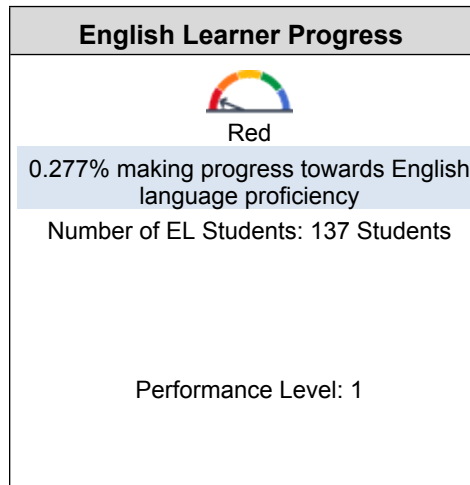 English Learner Progress
Red
0.277% making progress towards English
language proficiency
Number of EL Students: 137 Students
Performance Level: 1